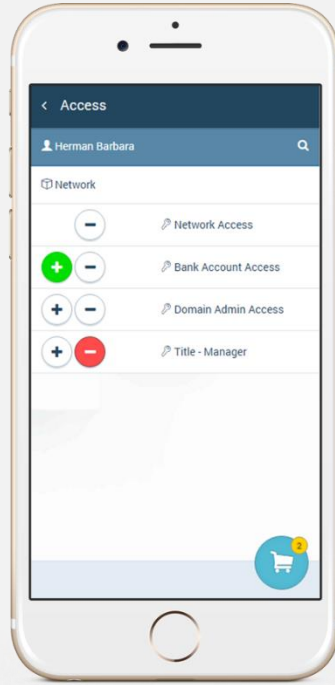 Access
Herman Barbara
Network
Network Access
Bank Account Access
Domain Admin Access
Title - Manager
2